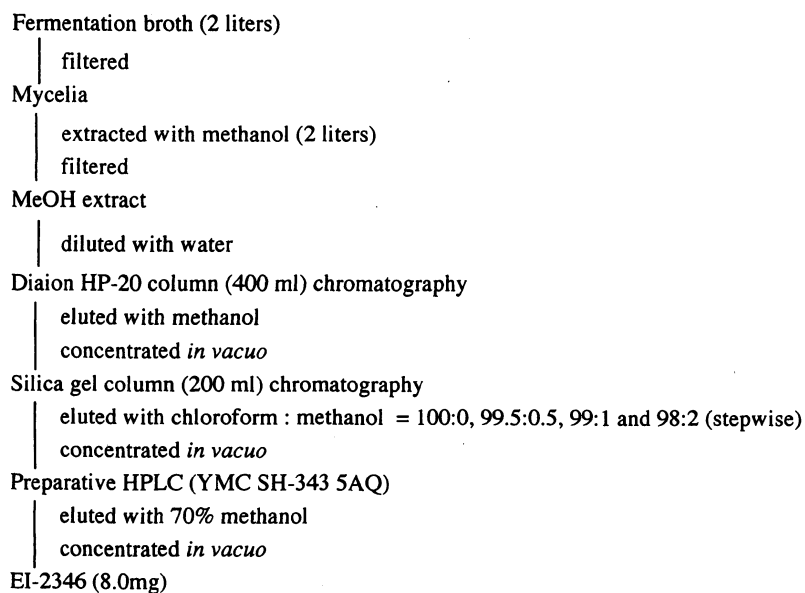 Fermentation broth (2 liters)
filtered
Mycelia
extracted with methanol (2 liters)
filtered
MeOH extract
diluted with water
Diaion HP-20 column (400 ml) chromatography
eluted with methanol
concentrated in vacuo
Silica gel column (200 ml) chromatography
eluted with chloroform : methanol = 100:0, 99.5:0.5, 99:1 and 98:2 (stepwise)
concentrated in vacuo
Preparative HPLC (YMC SH-343 5AQ)
eluted with 70% methanol
concentrated in vacuo
EI-2346 (8.0mg)